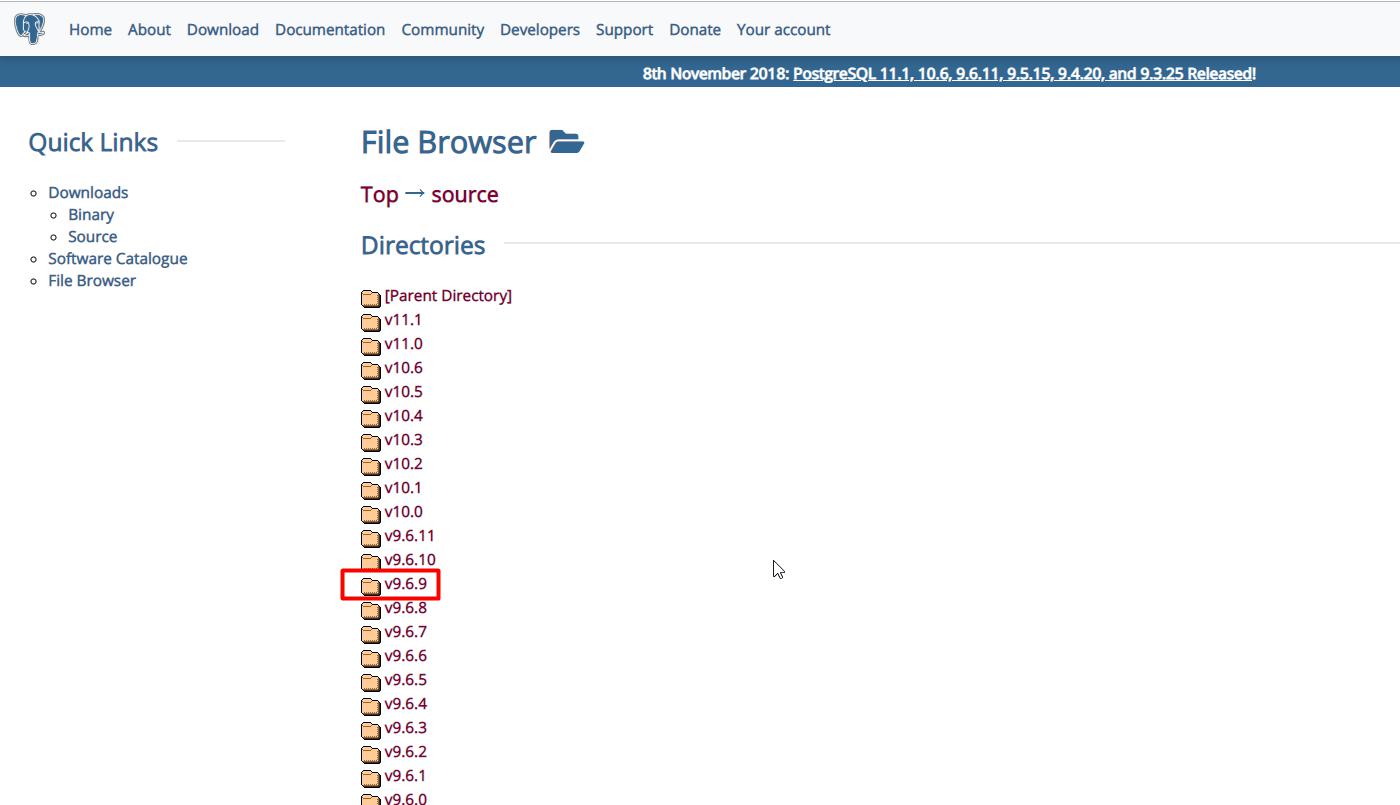 Home About Download Documentation Community Developers Support Donate Your account
8th November 2018: PostgreSQL 11.1, 10.6, 9.6.11, 9.5.15, 9.4.20, and 9.3.25 Released!
Quick Links
Downloads
Binary
Source
Software Catalogue
File Browser
File Browser
Top → source
Directories
[Parent Directory]
v11.1
v11.0
v10.6
v10.5
v10.4
v10.3
v10.2
v10.1
v10.0
v9.6.11
v9.6.10
v9.6.9
v9.6.8
v9.6.7
v9.6.6
v9.6.5
v9.6.4
v9.6.3
v9.6.2
v9.6.1
v9.6.0